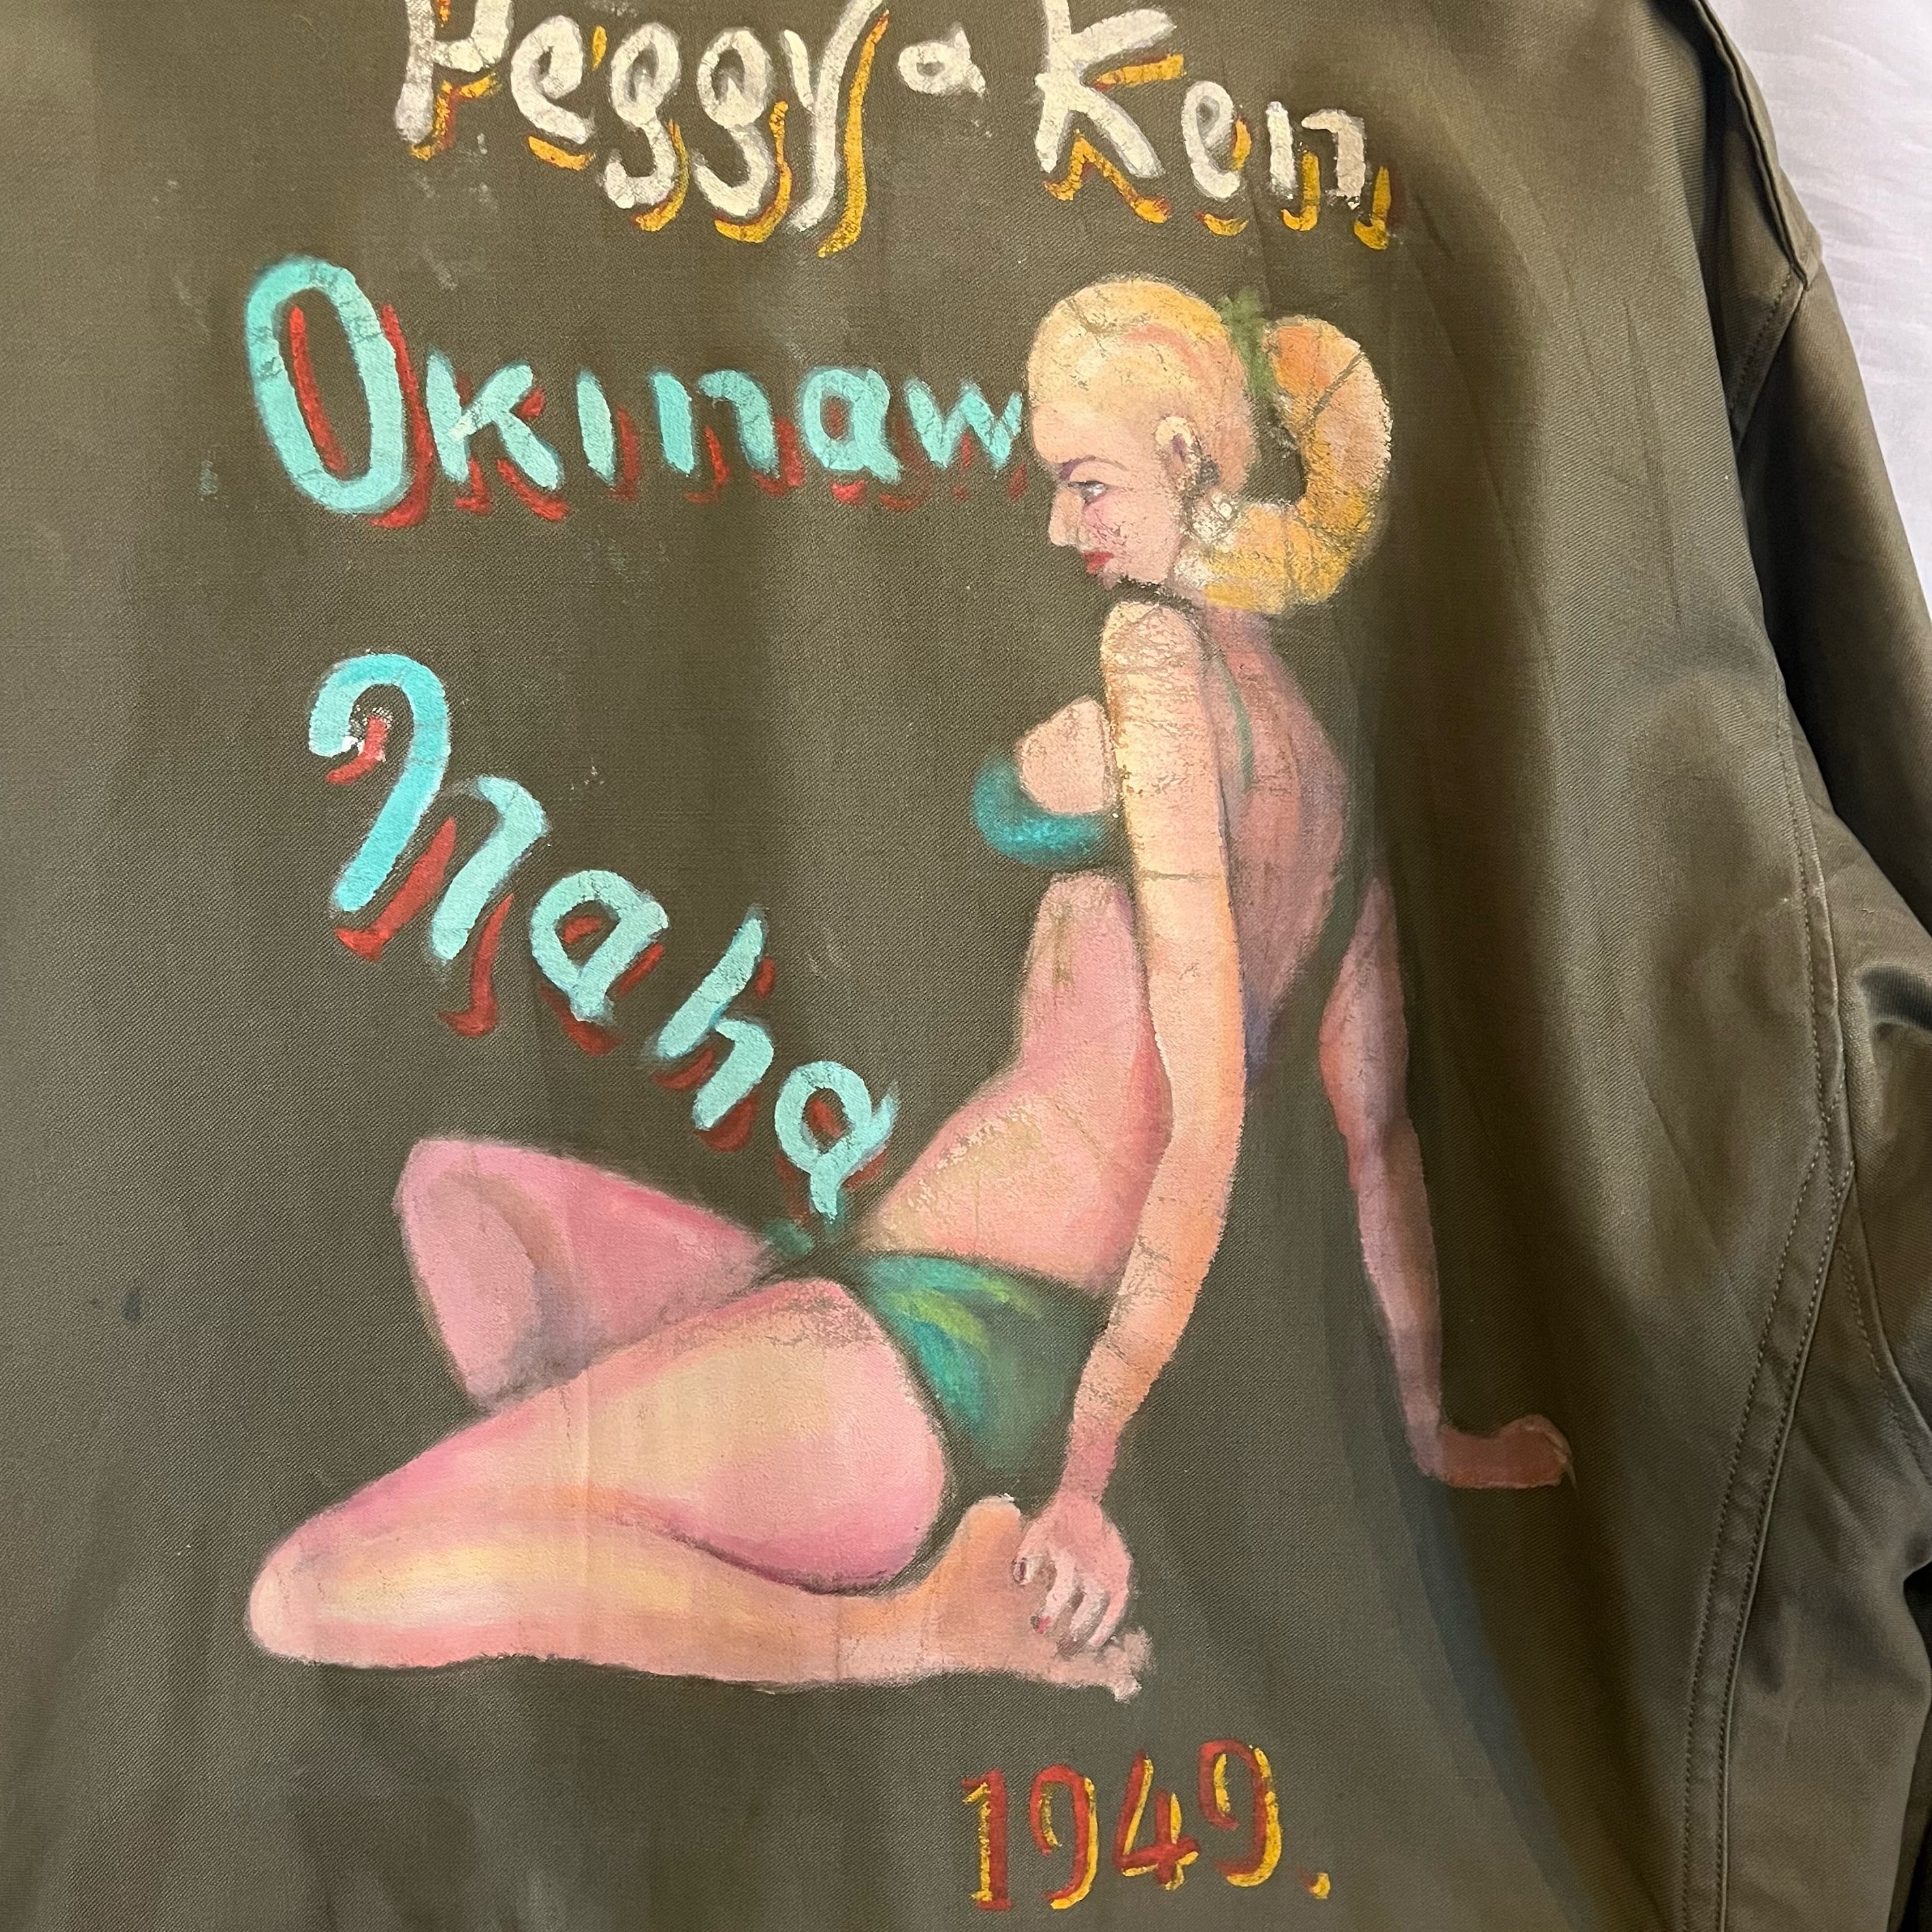 Peggy a Ken
Okinaw
Naha
1949.